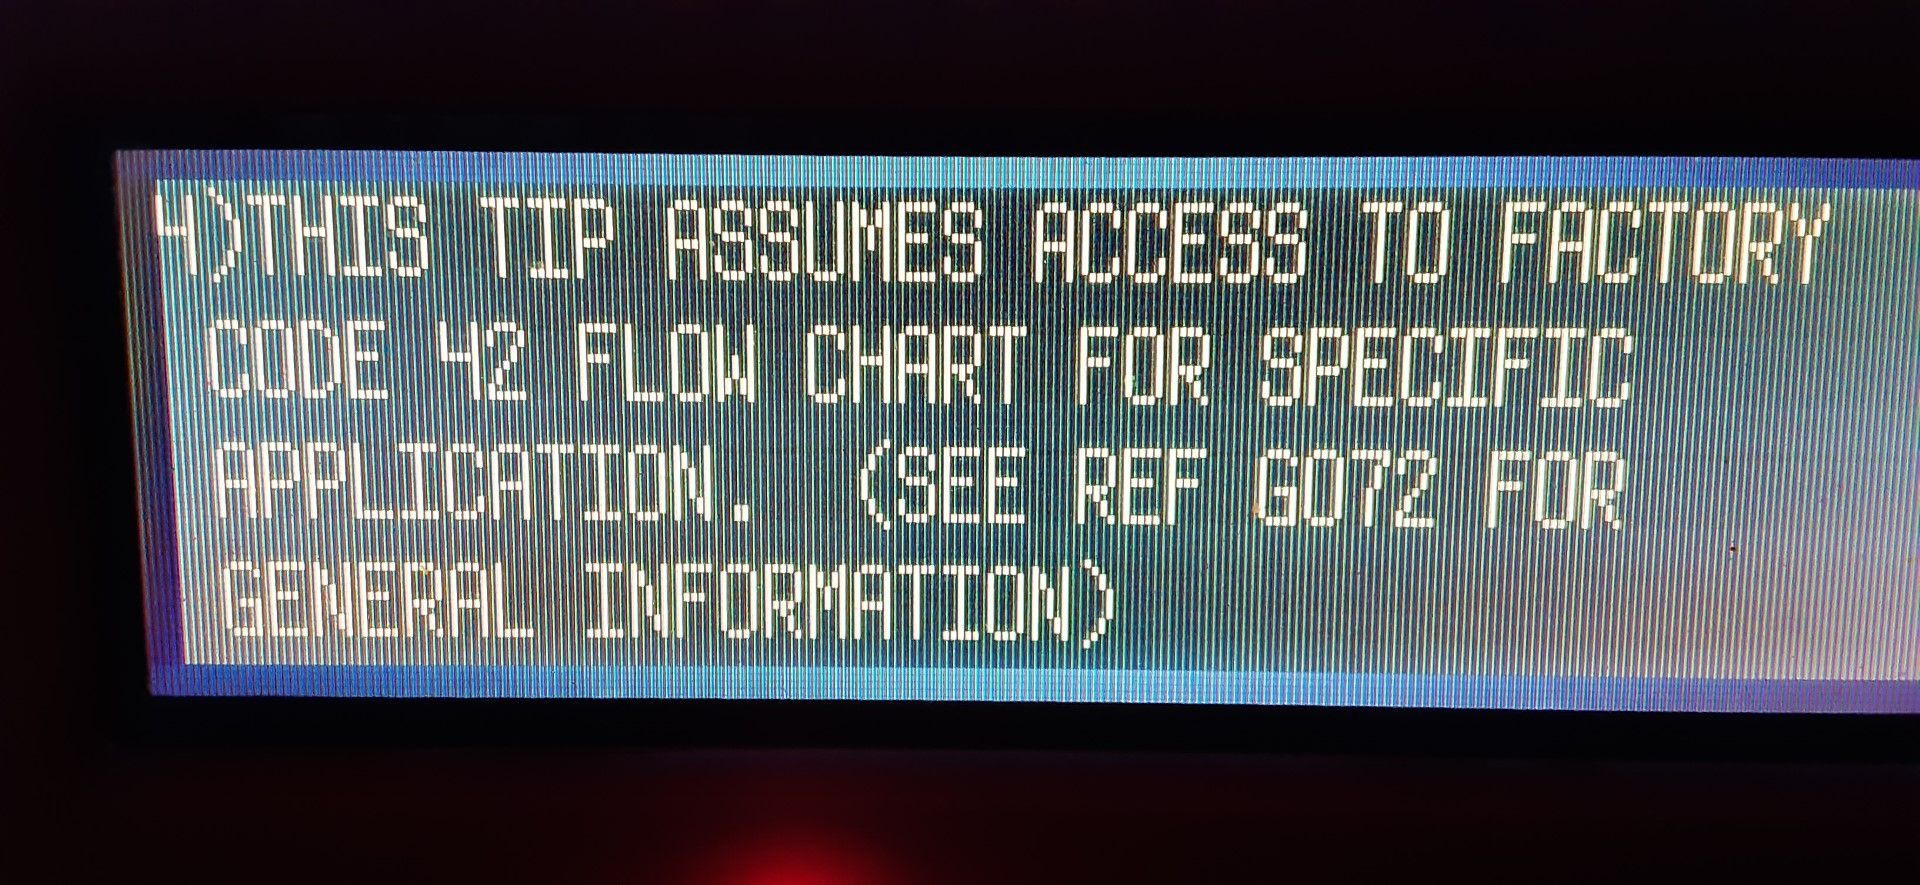 4)THIS TIP ASSUMES ACCESS TO FACTORY
CODE 42 FLOW CHART FOR SPECIFIC
APPLICATION.  (SEE REF G072 FOR
GENERAL INFORMATION)